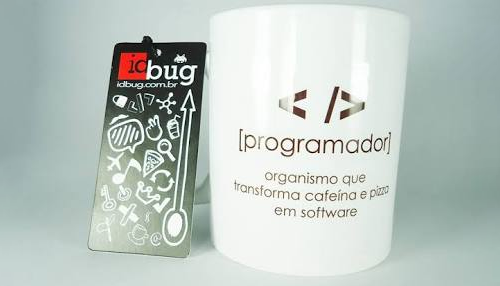 idbug
idbug.com.br
</>
[programador]
organismo que
transforma cafeína e pizza
em software